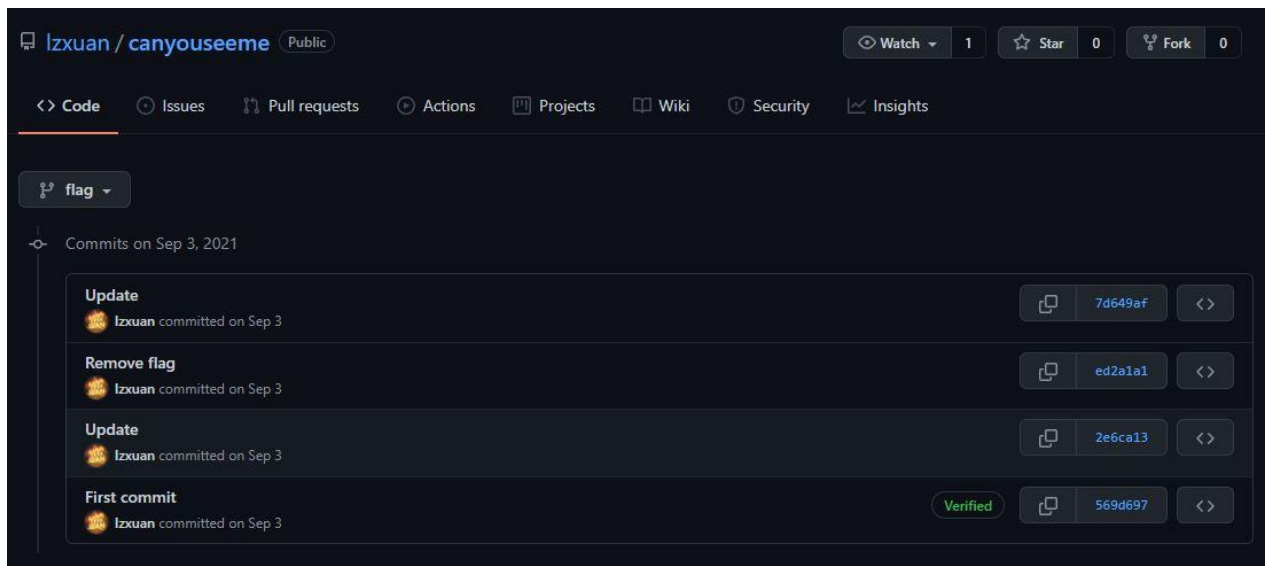 lzxuan / canyouseeme Public Watch 1 Star 0 Fork 0
<> Code Issues Pull requests Actions Projects Wiki Security Insights
flag
Commits on Sep 3, 2021
Update
lzxuan committed on Sep 3
7d649af <>
Remove flag
lzxuan committed on Sep 3
ed2a1a1 <>
Update
lzxuan committed on Sep 3
2e6ca13 <>
First commit
lzxuan committed on Sep 3
Verified 569d697 <>